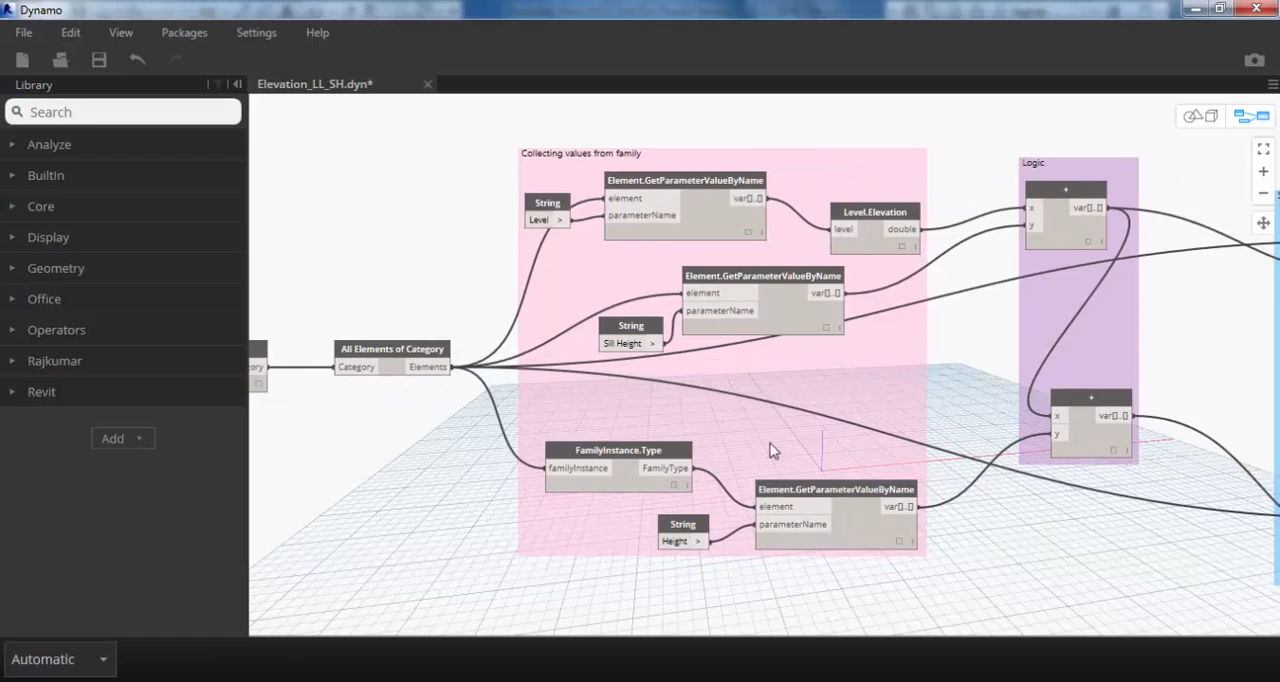 Dynamo
File Edit View Packages Settings Help
Library
Elevation_LL_SH.dyn*
Search
Analyze
BuiltIn
Core
Display
Geometry
Office
Operators
Rajkumar
Revit
Add
Collecting values from family
String
Level >
Element.GetParameterValueByName
element var[]..[]
parameterName
Level.Elevation
level double
Element.GetParameterValueByName
element var[]..[]
parameterName
String
Sill Height >
ory
All Elements of Category
Category Elements
FamilyInstance.Type
familyInstance FamilyType
Element.GetParameterValueByName
element var[]..[]
parameterName
String
Height >
Logic
+
x var[]..[]
y
+
x var[]..[]
y
Automatic